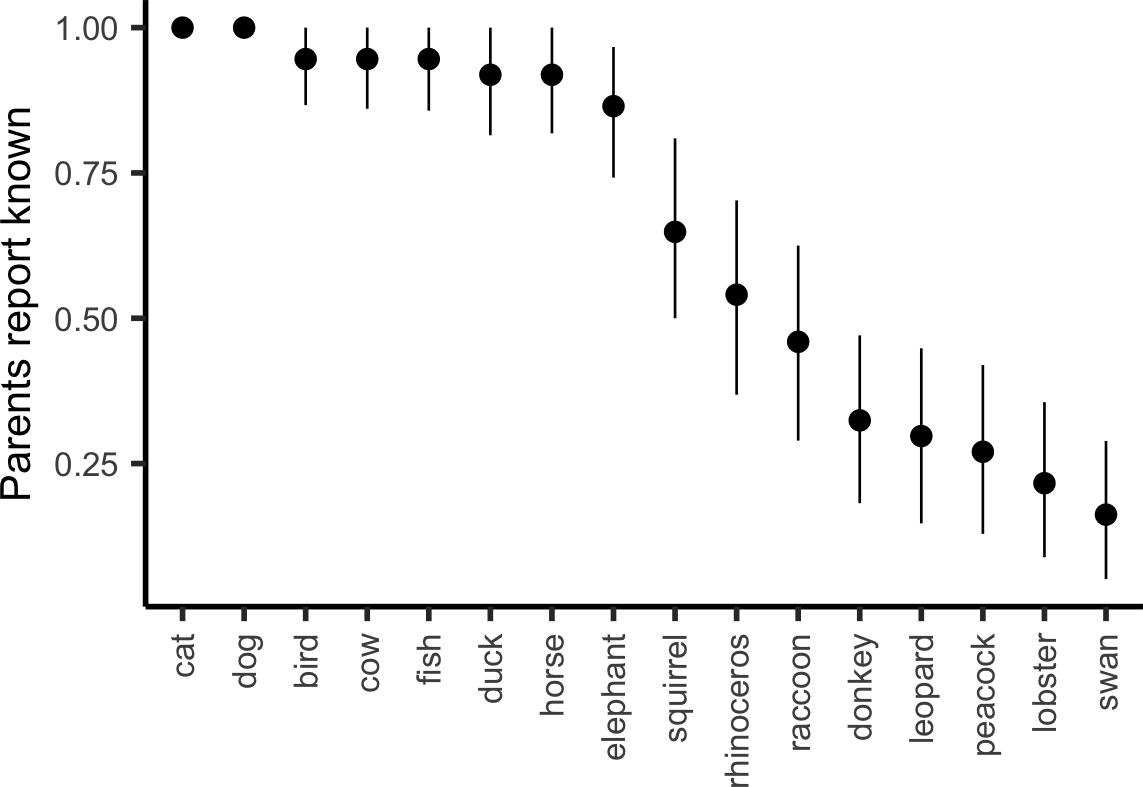 Parents report known
1.00
0.75
0.50
0.25
cat
dog
bird
cow
fish
duck
horse
elephant
squirrel
rhinoceros
raccoon
donkey
leopard
peacock
lobster
swan